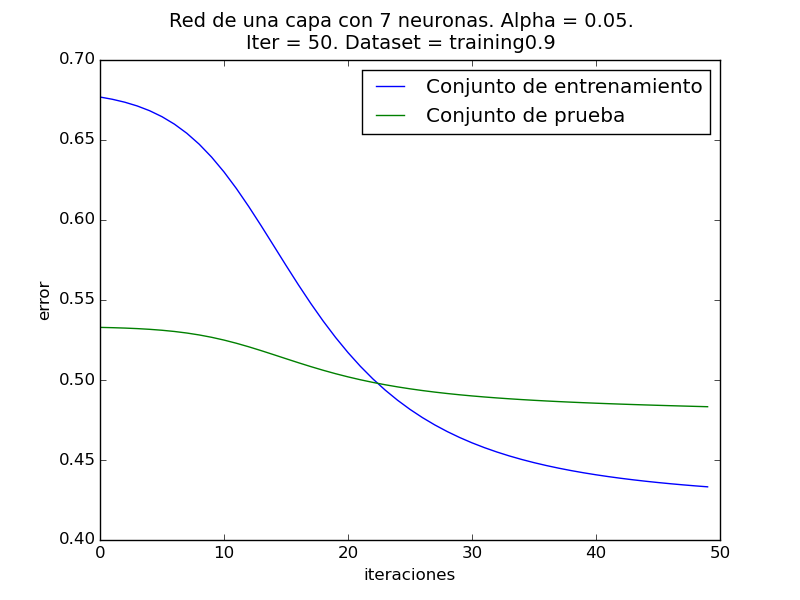 Red de una capa con 7 neuronas. Alpha = 0.05.
Iter = 50. Dataset = training0.9
Conjunto de entrenamiento
Conjunto de prueba
0.70
0.65
0.60
0.55
0.50
0.45
0.40
error
0 10 20 30 40 50
iteraciones